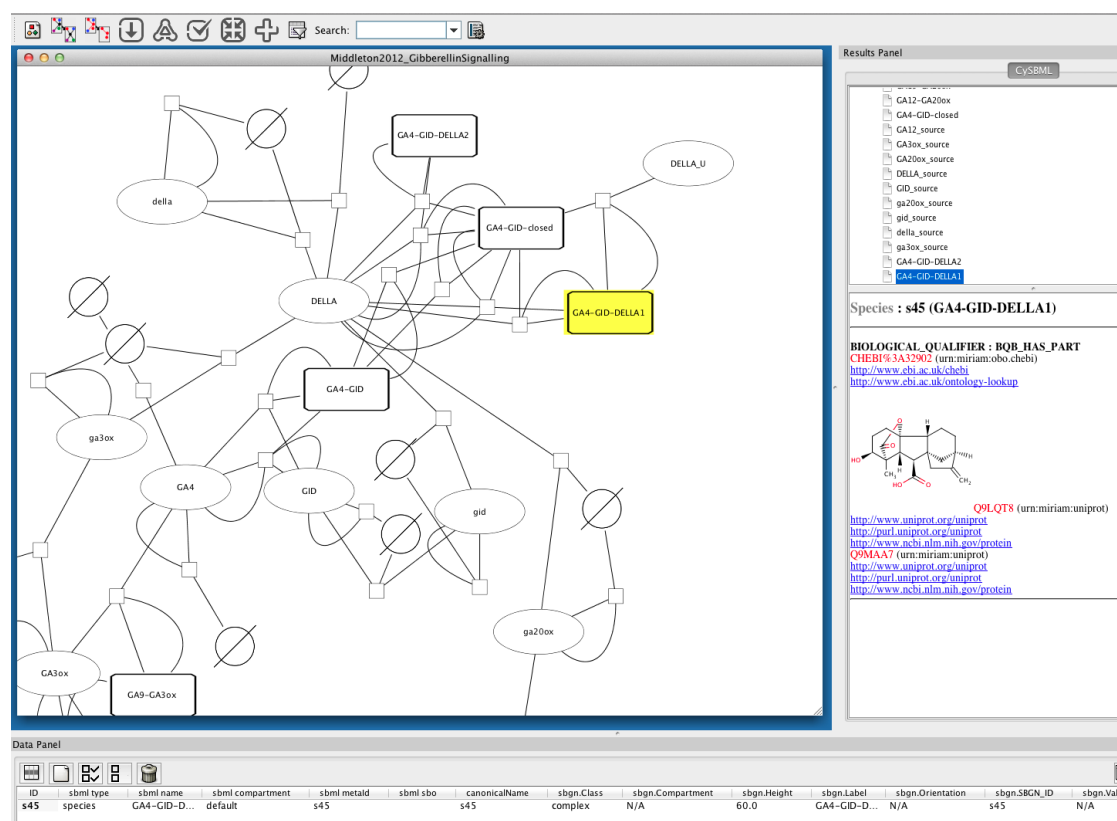 Search:
Results Panel
Middleton2012_GibberellinSignalling
CySBML
GA12-GA20ox
GA4-GID-closed
GA12_source
GA3ox_source
GA20ox_source
DELLA_source
GID_source
ga20ox_source
gid_source
della_source
ga3ox_source
GA4-GID-DELLA2
GA4-GID-DELLA1
GA4-GID-DELLA2
DELLA_U
della
GA4-GID-closed
DELLA
GA4-GID-DELLA1
GA4-GID
ga3ox
GA4
GID
gid
ga20ox
GA3ox
GA9-GA3ox
Species : s45 (GA4-GID-DELLA1)
BIOLOGICAL_QUALIFIER : BQB_HAS_PART
CHEBI%3A32902 (urn:miriam:obo.chebi)
http://www.ebi.ac.uk/chebi
http://www.ebi.ac.uk/ontology-lookup
H
O
O
H
HO
CH3
H
CH2
HO
O
Q9LQT8 (urn:miriam:uniprot)
http://www.uniprot.org/uniprot
http://purl.uniprot.org/uniprot
http://www.ncbi.nlm.nih.gov/protein
Q9MAA7 (urn:miriam:uniprot)
http://www.uniprot.org/uniprot
http://purl.uniprot.org/uniprot
http://www.ncbi.nlm.nih.gov/protein
Data Panel
ID sbml type sbml name sbml compartment sbml metaId sbml sbo canonicalName sbgn.Class sbgn.Compartment sbgn.Height sbgn.Label sbgn.Orientation sbgn.SBGN_ID sbgn.Val
s45 species GA4-GID-D... default s45 s45 complex N/A 60.0 GA4-GID-D... N/A s45 N/A